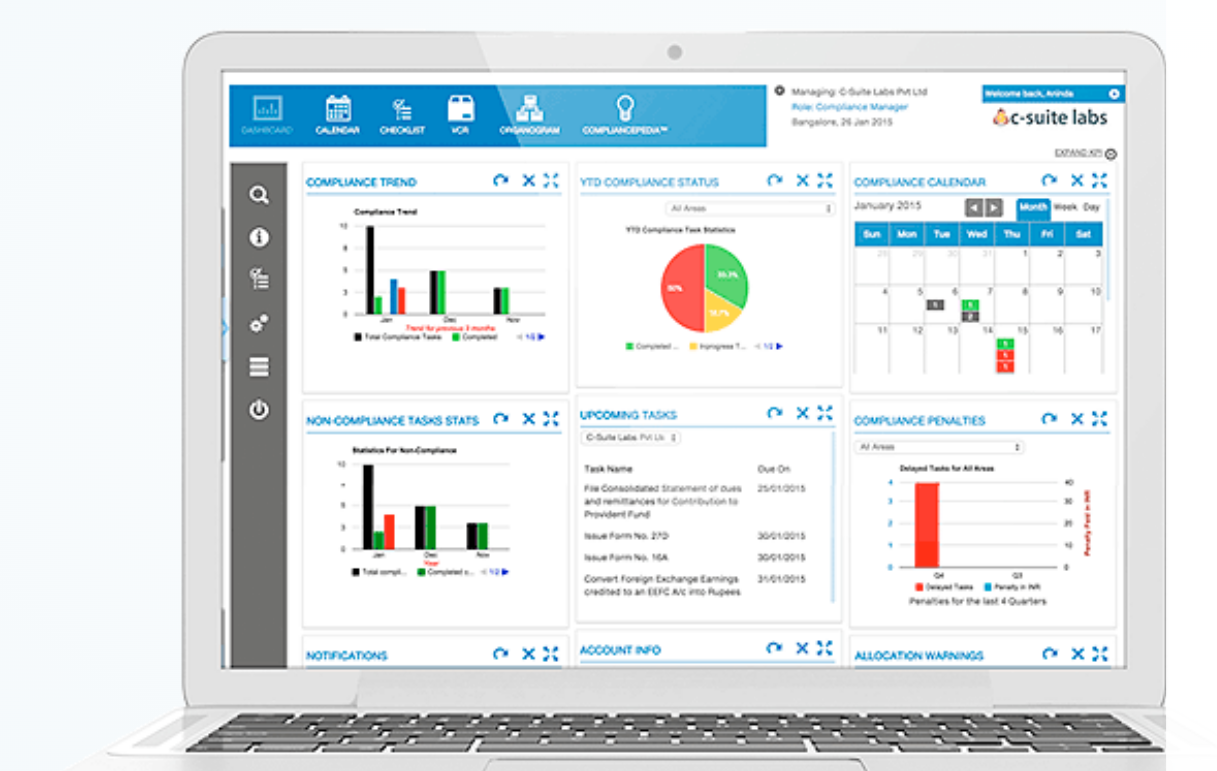 Managing: C-Suite Labs Pvt Ltd
Role: Compliance Manager
Bangalore, 26 Jan 2015
Welcome back, Aninda
c-suite labs
DASHBOARD
CALENDAR
CHECKLIST
VCR
ORGANOGRAM
COMPLIANCEPEDIA™
EXPAND KPI
COMPLIANCE TREND
Compliance Trend
10
8
5
3
0
Jan Dec Nov
Trend for previous 3 months
Total Compliance Tasks Completed 1/2
YTD COMPLIANCE STATUS
All Areas
YTD Compliance Task Statistics
50%
33.3%
16.7%
Completed ... Inprogress T... 1/2
COMPLIANCE CALENDAR
January 2015 Month Week Day
Sun Mon Tue Wed Thu Fri Sat
28 29 30 31 1 2 3
4 5 6 7 8 9 10
1 1
2
11 12 13 14 15 16 17
1
1
1
NON-COMPLIANCE TASKS STATS
Statistics For Non-Compliance
10
5
3
0
Jan Dec Nov
Year
Total compli... Completed c... 1/2
UPCOMING TASKS
C-Suite Labs Pvt Lt
Task Name Due On
File Consolidated Statement of dues 25/01/2015
and remittances for Contribution to
Provident Fund
Issue Form No. 27D 30/01/2015
Issue Form No. 16A 30/01/2015
Convert Foreign Exchange Earnings 31/01/2015
credited to an EEFC A/c into Rupees
COMPLIANCE PENALTIES
All Areas
Delayed Tasks for All Areas
4 40
3 30
2 20
1 10
0 0
Penalty Paid in INR
Q4 Q3
Delayed Tasks Penalty in INR
Penalties for the last 4 Quarters
NOTIFICATIONS
ACCOUNT INFO
ALLOCATION WARNINGS